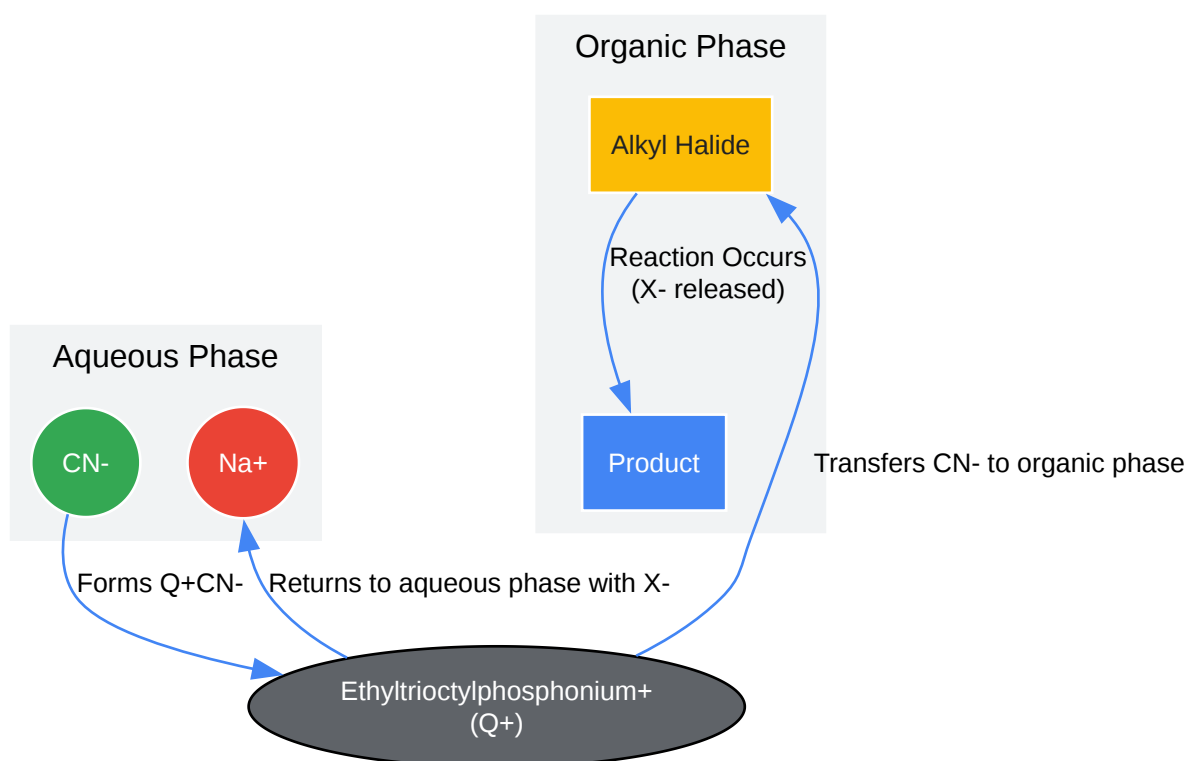 Organic Phase
Alkyl Halide
Reaction Occurs
(X- released)
Aqueous Phase
CN-
Na+
Product
Transfers CN- to organic phase
Forms Q+CN-
Returns to aqueous phase with X-
Ethyltrioctylphosphonium+
(Q+)